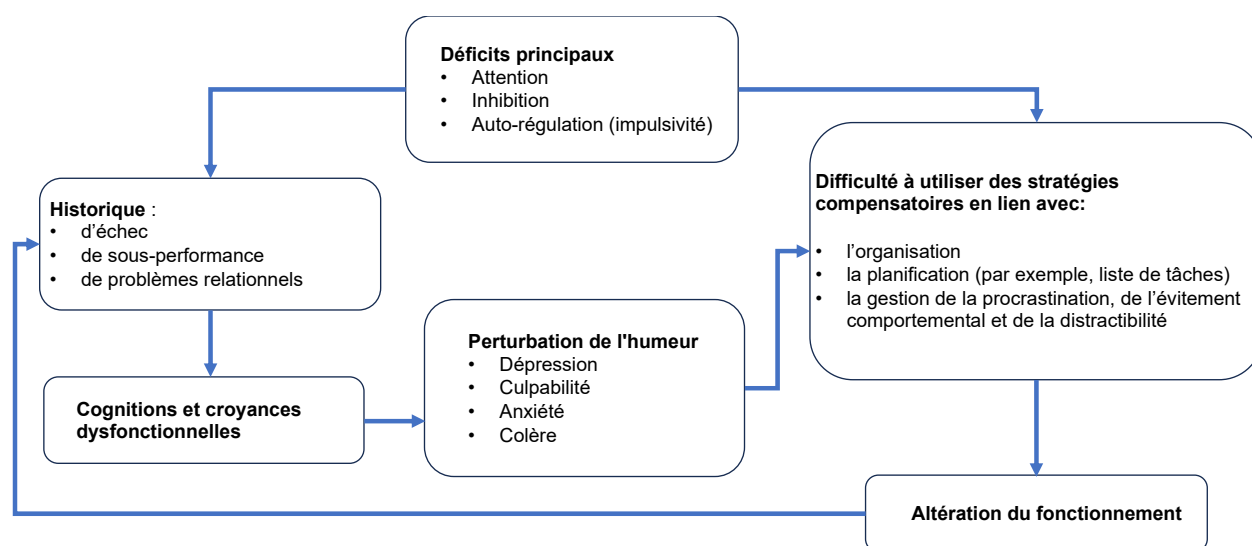 Déficits principaux
• Attention
• Inhibition
• Auto-régulation (impulsivité)
Historique :
• d'échec
• de sous-performance
• de problèmes relationnels
Cognitions et croyances
dysfonctionnelles
Perturbation de l'humeur
• Dépression
• Culpabilité
• Anxiété
• Colère
Difficulté à utiliser des stratégies
compensatoires en lien avec:
• l'organisation
• la planification (par exemple, liste de tâches)
• la gestion de la procrastination, de l'évitement
comportemental et de la distractibilité
Altération du fonctionnement